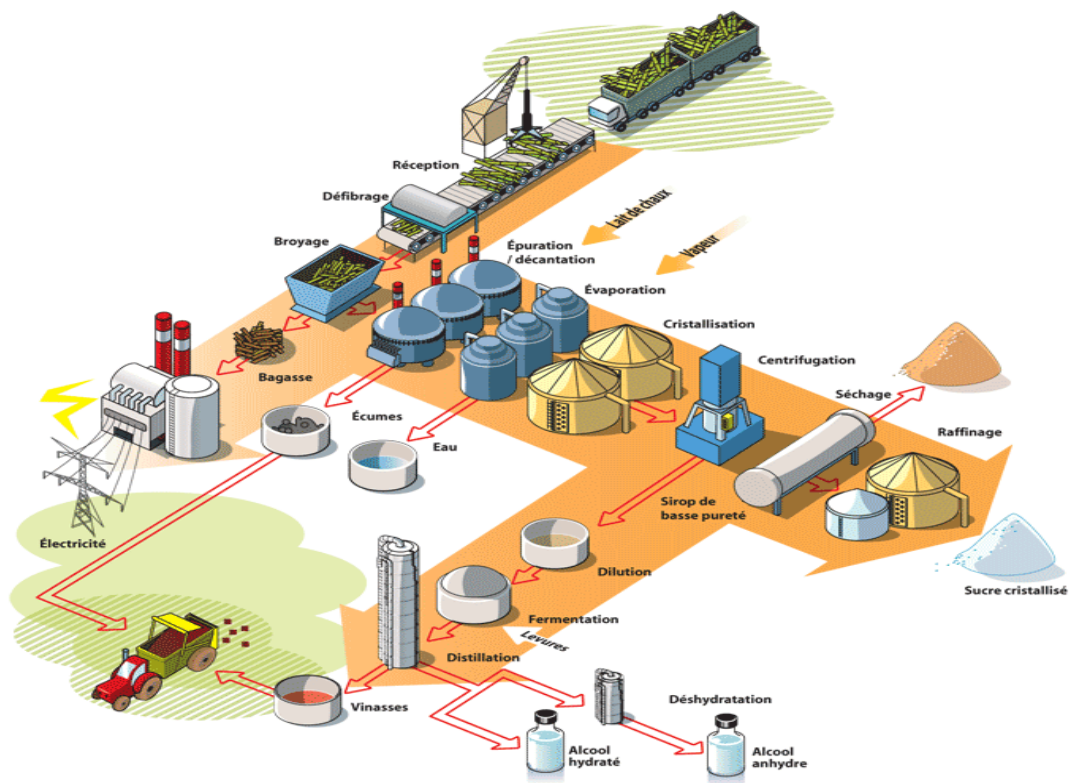 Réception
Défibrage
Broyage
Lait de chaux
Vapeur
Épuration
/ décantation
Évaporation
Cristallisation
Centrifugation
Séchage
Raffinage
Bagasse
Écumes
Eau
Électricité
Sirop de
basse pureté
Sucre cristallisé
Dilution
Fermentation
Levures
Distillation
Vinasses
Déshydratation
Alcool
hydraté
Alcool
anhydre